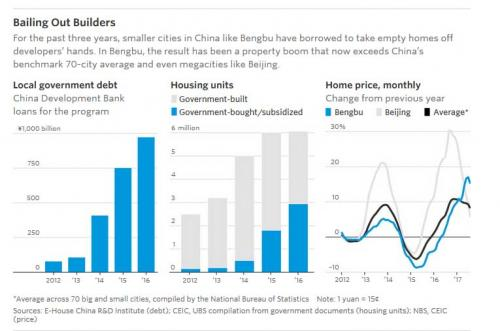 Bailing Out Builders
For the past three years, smaller cities in China like Bengbu have borrowed to take empty homes off
developers' hands. In Bengbu, the result has been a property boom that now exceeds China's
benchmark 70-city average and even megacities like Beijing.
Local government debt
China Development Bank
loans for the program
¥1,000 billion
750
500
250
0
2012
'13
'14
'15
'16
Housing units
Government-built
Government-bought/subsidized
6 million
5
4
3
2
1
0
2012
'13
'14
'15
'16
Home price, monthly
Change from previous year
Bengbu
Beijing
Average*
30%
20
10
0
-10
2012
'13
'14
'15
'16
'17
*Average across 70 big and small cities, compiled by the National Bureau of Statistics Note: 1 yuan = 15¢
Sources: E-House China R&D Institute (debt); CEIC, UBS compilation from government documents (housing units); NBS, CEIC
(price)